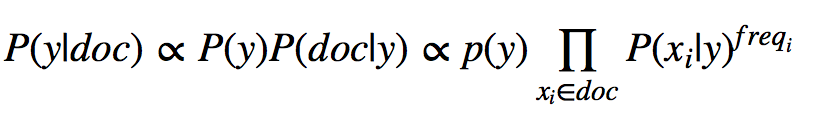 P(y|doc) ∝ P(y)P(doc|y) ∝ p(y) ∏_{x_i∈doc} P(x_i|y)^{freq_i}